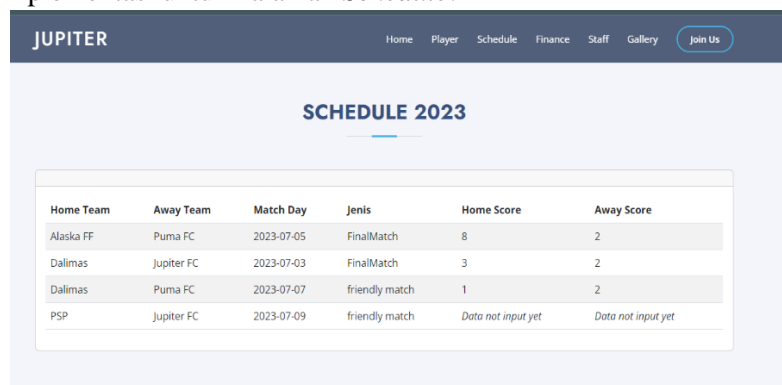 JUPITER Home Player Schedule Finance Staff Gallery Join Us
SCHEDULE 2023
Home Team Away Team Match Day Jenis Home Score Away Score
Alaska FF Puma FC 2023-07-05 FinalMatch 8 2
Dalimas Jupiter FC 2023-07-03 FinalMatch 3 2
Dalimas Puma FC 2023-07-07 friendly match 1 2
PSP Jupiter FC 2023-07-09 friendly match Data not input yet Data not input yet